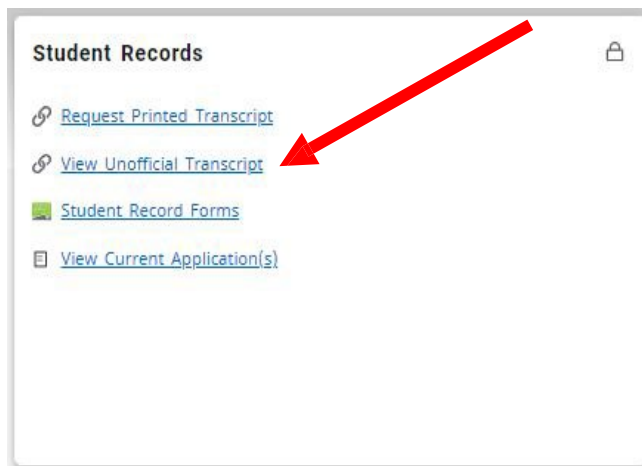 Student Records
Request Printed Transcript
View Unofficial Transcript
Student Record Forms
View Current Application(s)